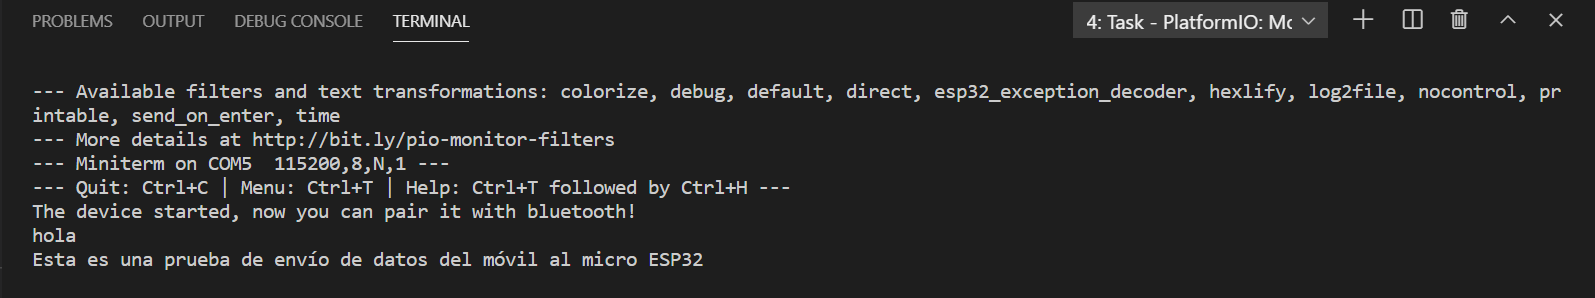 PROBLEMS OUTPUT DEBUG CONSOLE TERMINAL 4: Task - PlatformIO: Mc
--- Available filters and text transformations: colorize, debug, default, direct, esp32_exception_decoder, hexlify, log2file, nocontrol, pr
intable, send_on_enter, time
--- More details at http://bit.ly/pio-monitor-filters
--- Miniterm on COM5  115200,8,N,1 ---
--- Quit: Ctrl+C | Menu: Ctrl+T | Help: Ctrl+T followed by Ctrl+H ---
The device started, now you can pair it with bluetooth!
hola
Esta es una prueba de envío de datos del móvil al micro ESP32